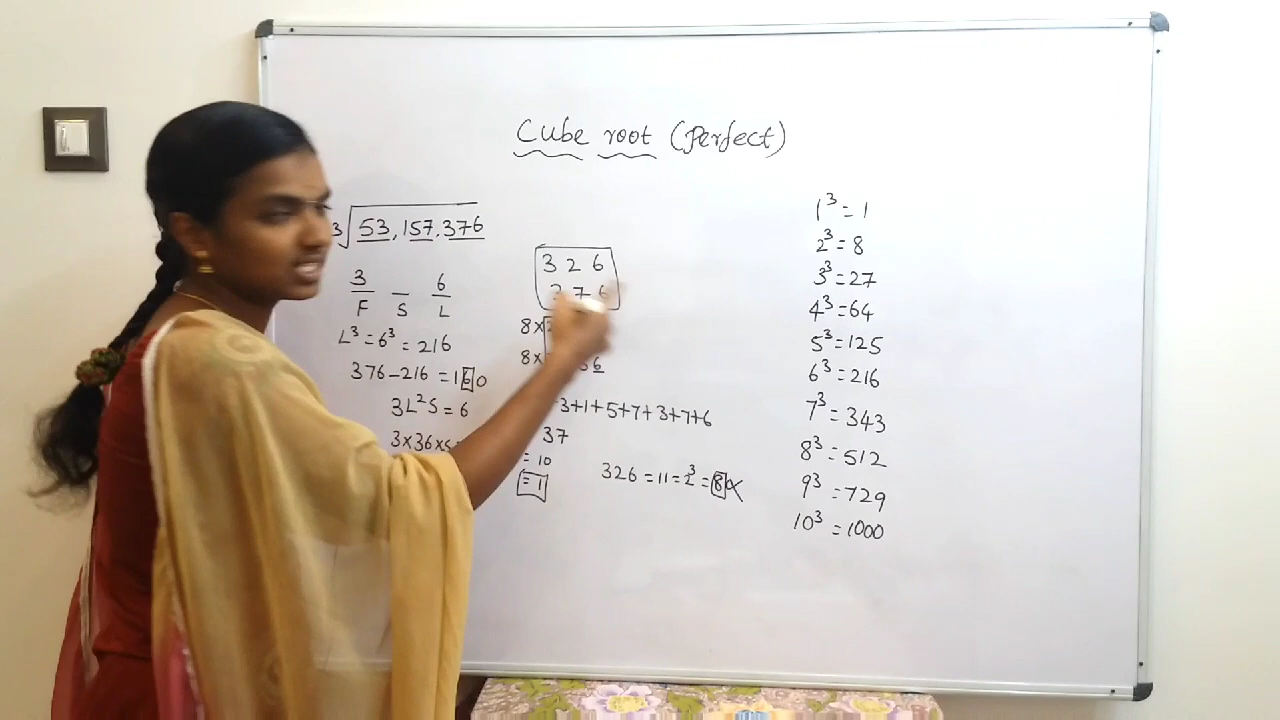 Cube root (Perfect)
3√53,157,376
3 _ 6
F S L
L³ = 6³ = 216
376 – 216 = 160
3L²S = 6
3×36×S
3 2 6
3 7 6
8×
8× 6
3+1+5+7+3+7+6
37
= 10
= 1
326 = 11 = 2³ = 8 ×
1³ = 1
2³ = 8
3³ = 27
4³ = 64
5³ = 125
6³ = 216
7³ = 343
8³ = 512
9³ = 729
10³ = 1000